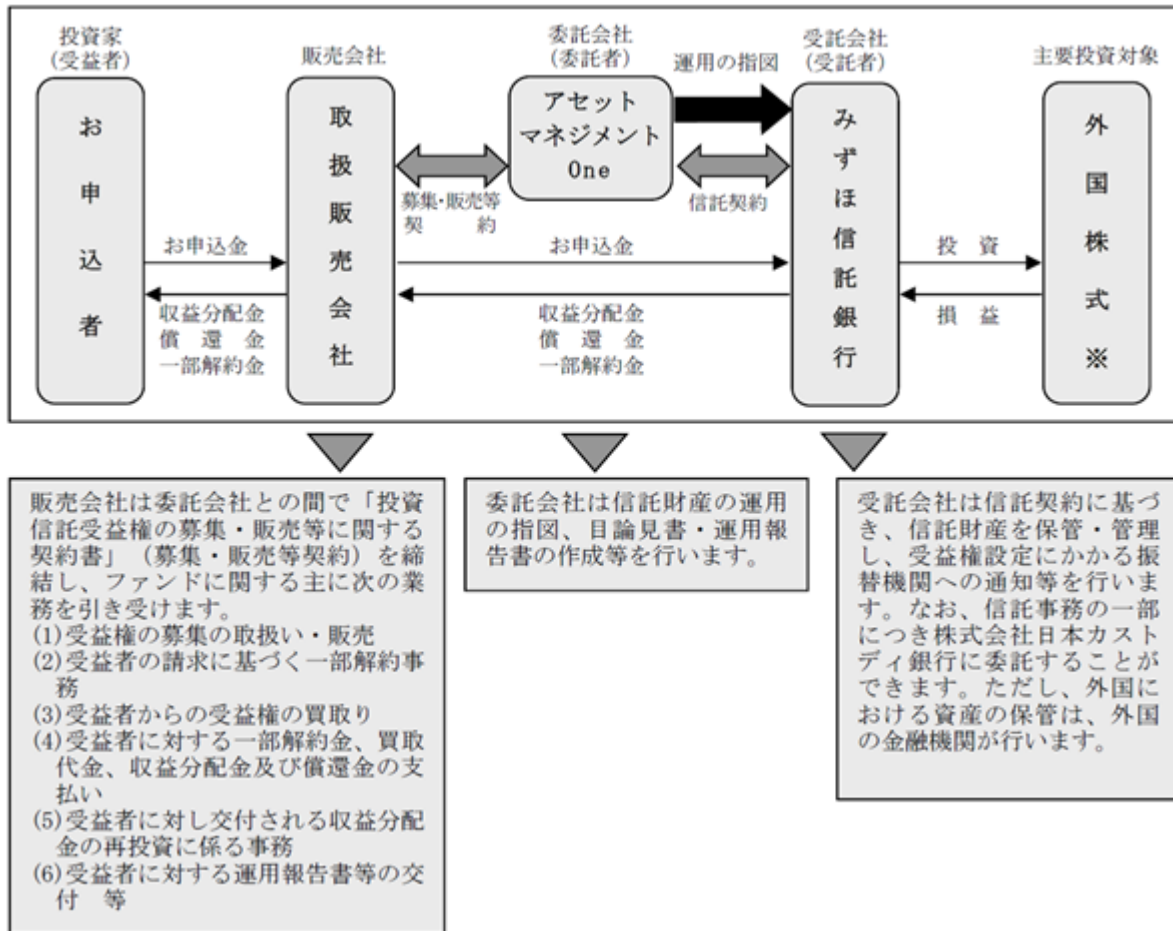 投資家
(受益者)
販売会社
委託会社
(委託者)
運用の指図
受託会社
(受託者)
主要投資対象
お申込者
取扱販売会社
アセット
マネジメント
One
みずほ信託銀行
外国株式※
募集・販売等
契　約
信託契約
お申込金
お申込金
投　資
収益分配金
償　還　金
一部解約金
収益分配金
償　還　金
一部解約金
損　益
販売会社は委託会社との間で「投資
信託受益権の募集・販売等に関する
契約書」（募集・販売等契約）を締
結し、ファンドに関する主に次の業
務を引き受けます。
(1)受益権の募集の取扱い・販売
(2)受益者の請求に基づく一部解約事
務
(3)受益者からの受益権の買取り
(4)受益者に対する一部解約金、買取
代金、収益分配金及び償還金の支
払い
(5)受益者に対し交付される収益分配
金の再投資に係る事務
(6)受益者に対する運用報告書等の交
付　等
委託会社は信託財産の運用
の指図、目論見書・運用報
告書の作成等を行います。
受託会社は信託契約に基づ
き、信託財産を保管・管理
し、受益権設定にかかる振
替機関への通知等を行いま
す。なお、信託事務の一部
につき株式会社日本カスト
ディ銀行に委託することが
できます。ただし、外国に
おける資産の保管は、外国
の金融機関が行います。